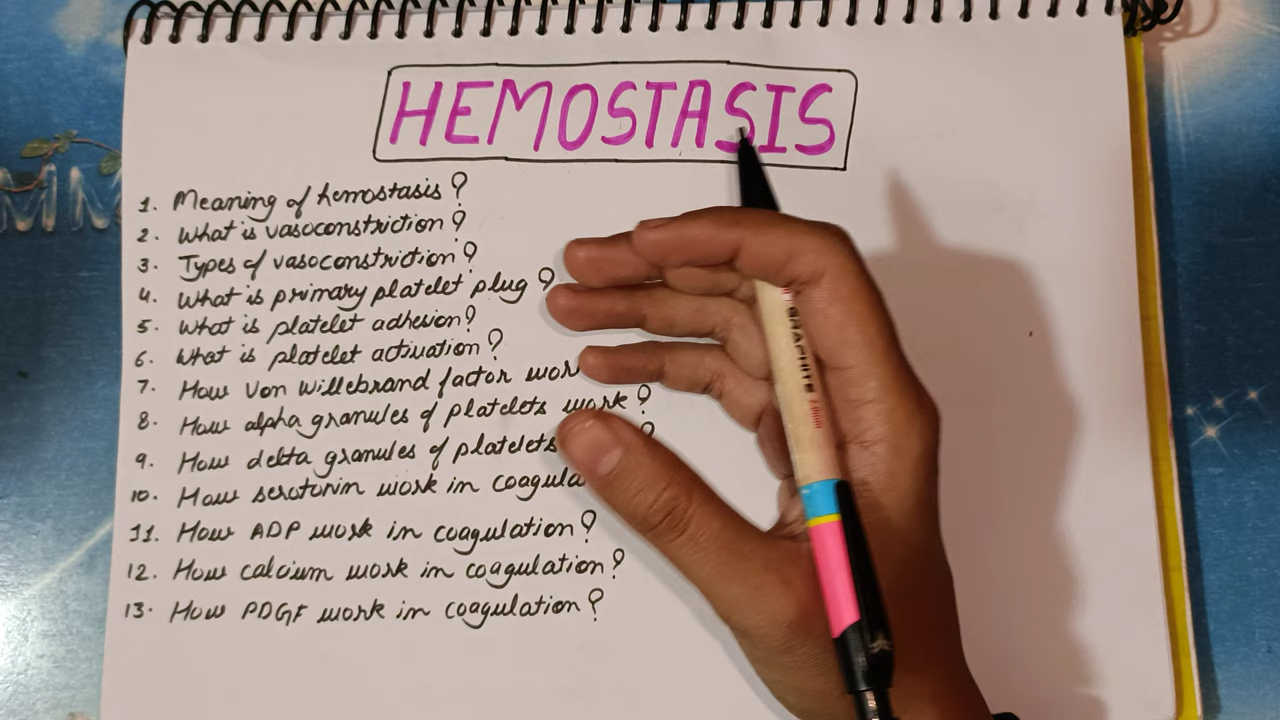 HEMOSTASIS
1. Meaning of hemostasis?
2. What is vasoconstriction?
3. Types of vasoconstriction?
4. What is primary platelet plug?
5. What is platelet adhesion?
6. What is platelet activation?
7. How Von Willebrand factor wor
8. How alpha granules of platelets work?
9. How delta granules of platelets ?
10. How serotonin work in coagula
11. How ADP work in coagulation?
12. How calcium work in coagulation?
13. How PDGF work in coagulation?
GRAPHITE